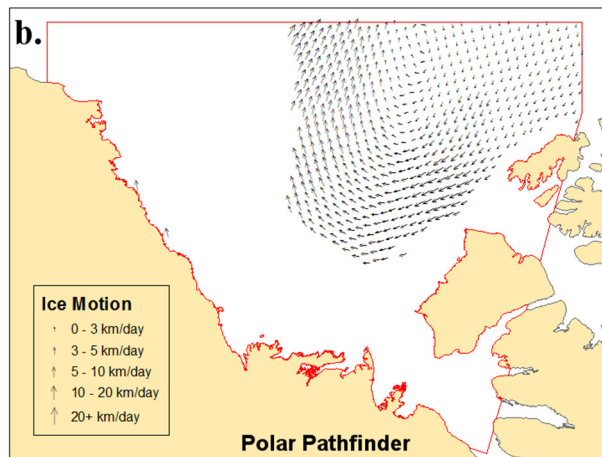 b.
Ice Motion
0 - 3 km/day
3 - 5 km/day
5 - 10 km/day
10 - 20 km/day
20+ km/day
Polar Pathfinder